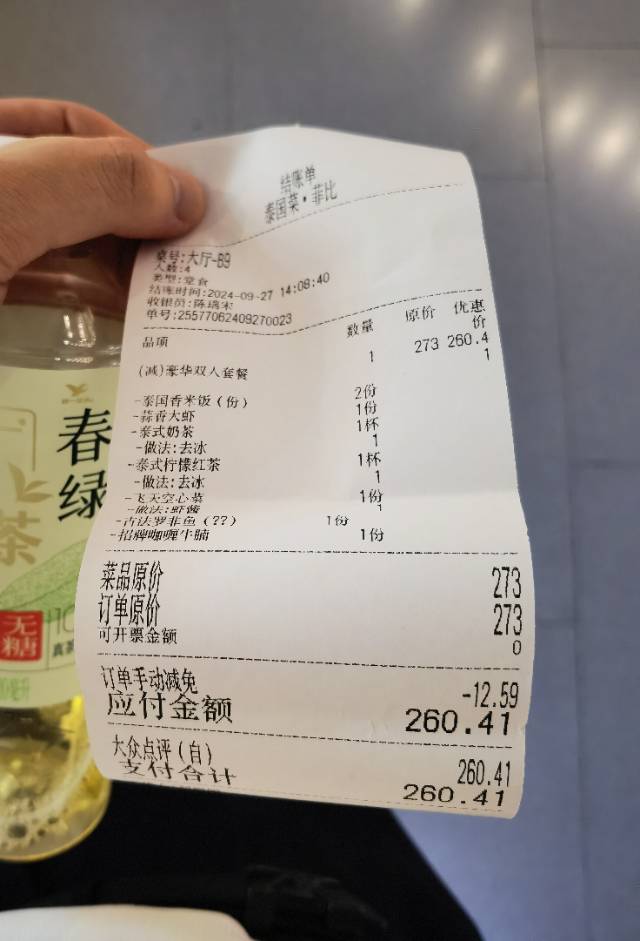 结账单
泰国菜·菲比
桌号:大厅-B9
人数:4
类型:堂食
结账时间:2024-09-27 14:08:40
收银员:陈瑞宋
单号:25577062409270023
品项 数量 原价 优惠价
(减)豪华双人套餐 1 273 260.41
-泰国香米饭(份) 2份
-蒜香大虾 1份
-泰式奶茶 1杯
-做法:去冰 1
-泰式柠檬红茶 1杯
-做法:去冰 1
-飞天空心菜 1份
-做法:虾酱 1
-古法罗非鱼(??) 1份
-招牌咖喱牛腩 1份
菜品原价 273
订单原价 273
可开票金额 0
订单手动减免 -12.59
应付金额 260.41
大众点评(自) 260.41
支付合计 260.41
春
绿
茶
无
糖